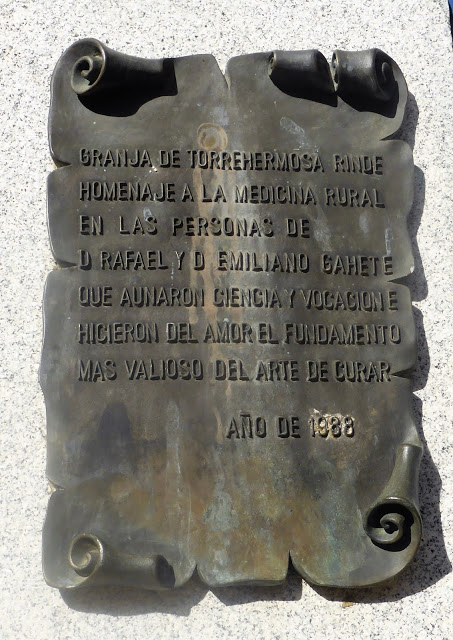 GRANJA DE TORREHERMOSA RINDE
HOMENAJE A LA MEDICINA RURAL
EN LAS PERSONAS DE
D RAFAEL Y D EMILIANO GAHETE
QUE AUNARON CIENCIA Y VOCACION E
HICIERON DEL AMOR EL FUNDAMENTO
MAS VALIOSO DEL ARTE DE CURAR
AÑO DE 1988